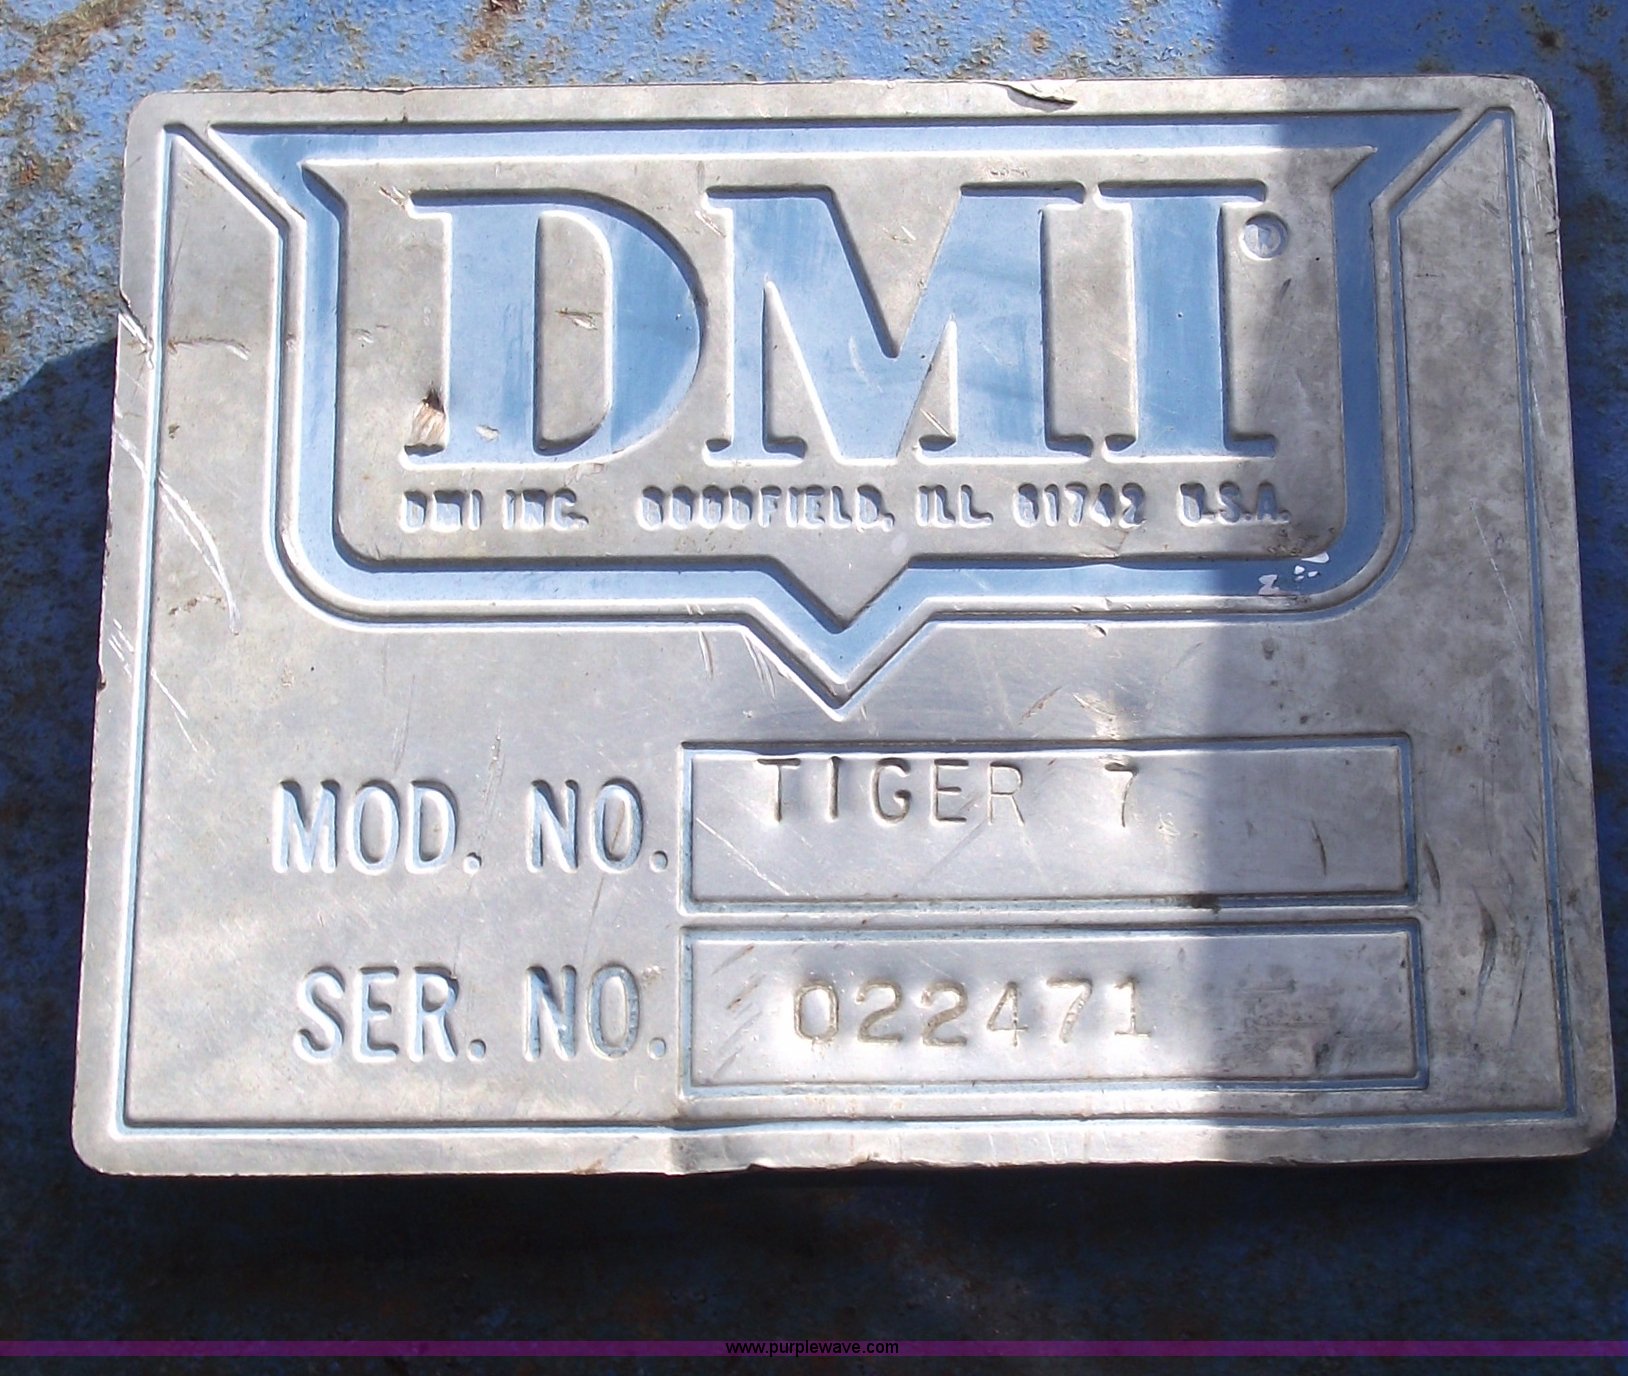 DMI®
DMI INC. GOODFIELD, ILL. 61742 U.S.A.
MOD. NO. TIGER 7
SER. NO. 022471
www.purplewave.com